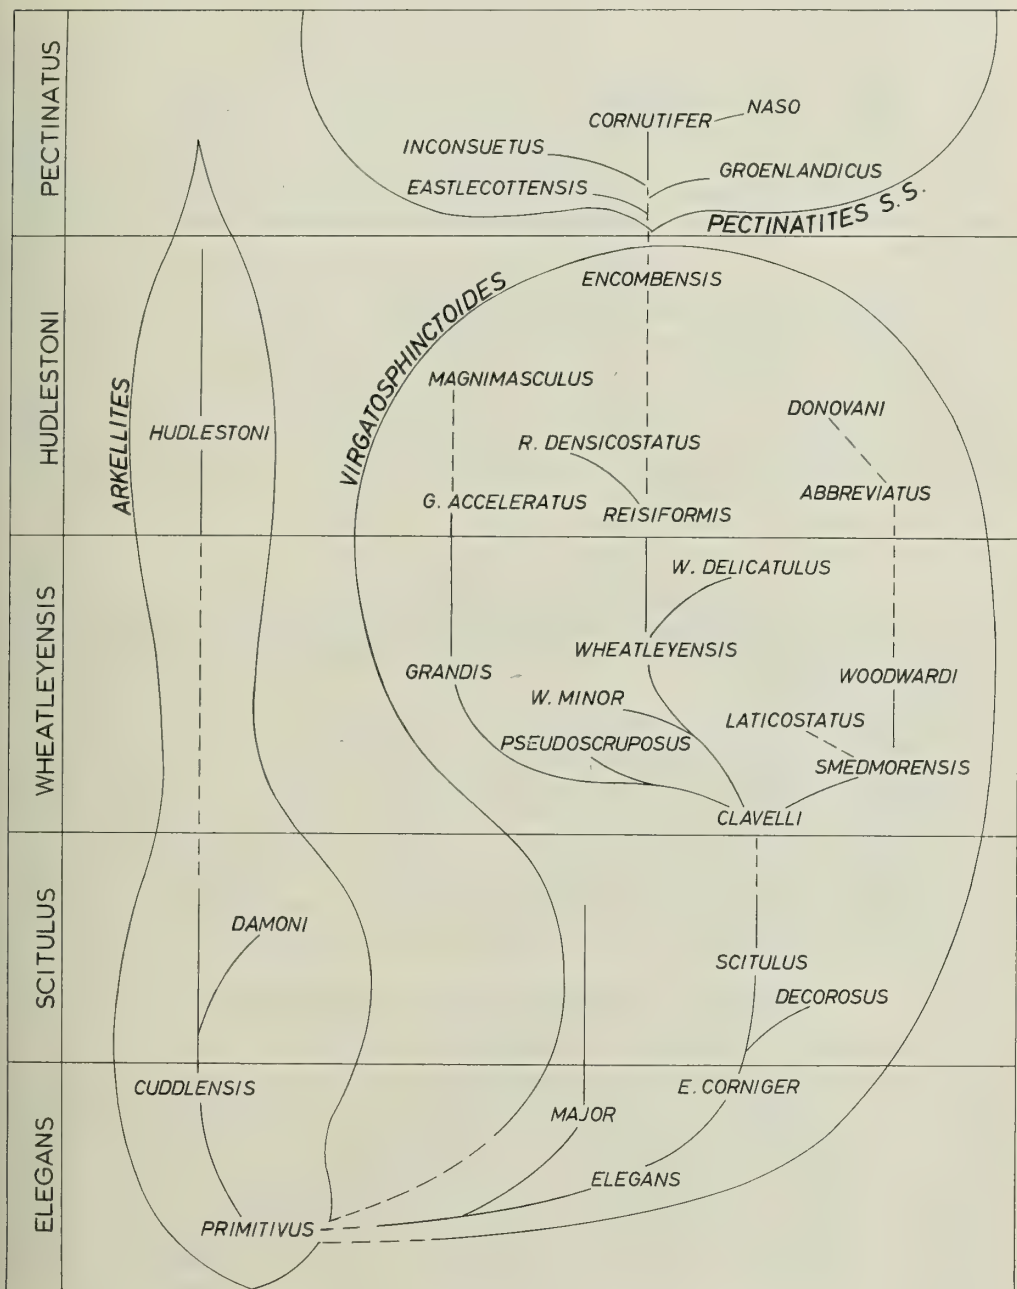 PECTINATUS
NASO
CORNUTIFER
INCONSUETUS
GROENLANDICUS
EASTLECOTTENSIS
PECTINATITES S.S.
HUDLESTONI
ENCOMBENSIS
VIRGATOSPHINCTOIDES
MAGNIMASCULUS
DONOVANI
ARKELLITES
HUDLESTONI
R. DENSICOSTATUS
G. ACCELERATUS
REISIFORMIS
ABBREVIATUS
WHEATLEYENSIS
W. DELICATULUS
WHEATLEYENSIS
GRANDIS
WOODWARDI
W. MINOR
LATICOSTATUS
PSEUDOSCRUPOSUS
SMEDMORENSIS
CLAVELLI
SCITULUS
DAMONI
SCITULUS
DECOROSUS
ELEGANS
CUDDLENSIS
E. CORNIGER
MAJOR
ELEGANS
PRIMITIVUS